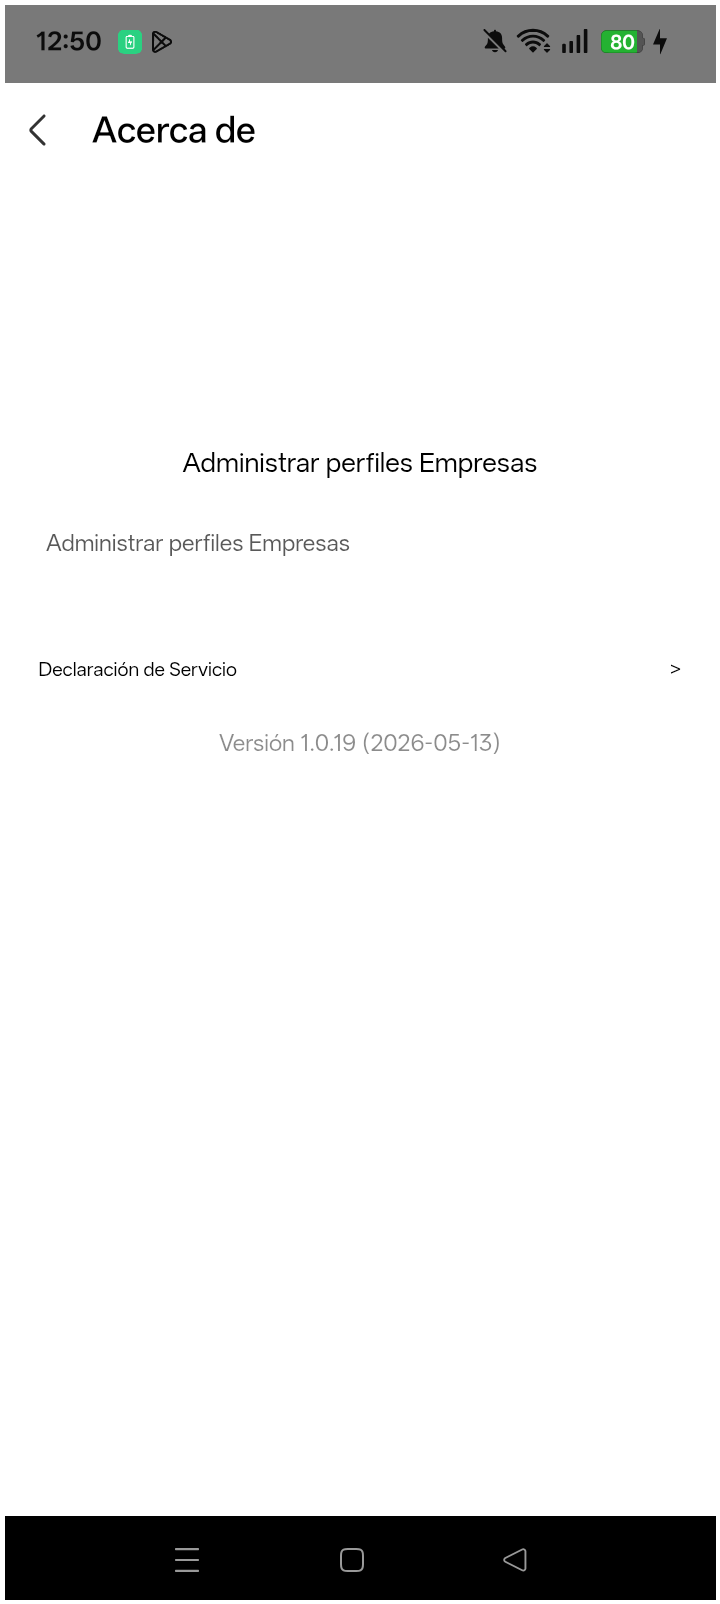 12:50
80
Acerca de
Administrar perfiles Empresas
Administrar perfiles Empresas
Declaración de Servicio >
Versión 1.0.19 (2026-05-13)